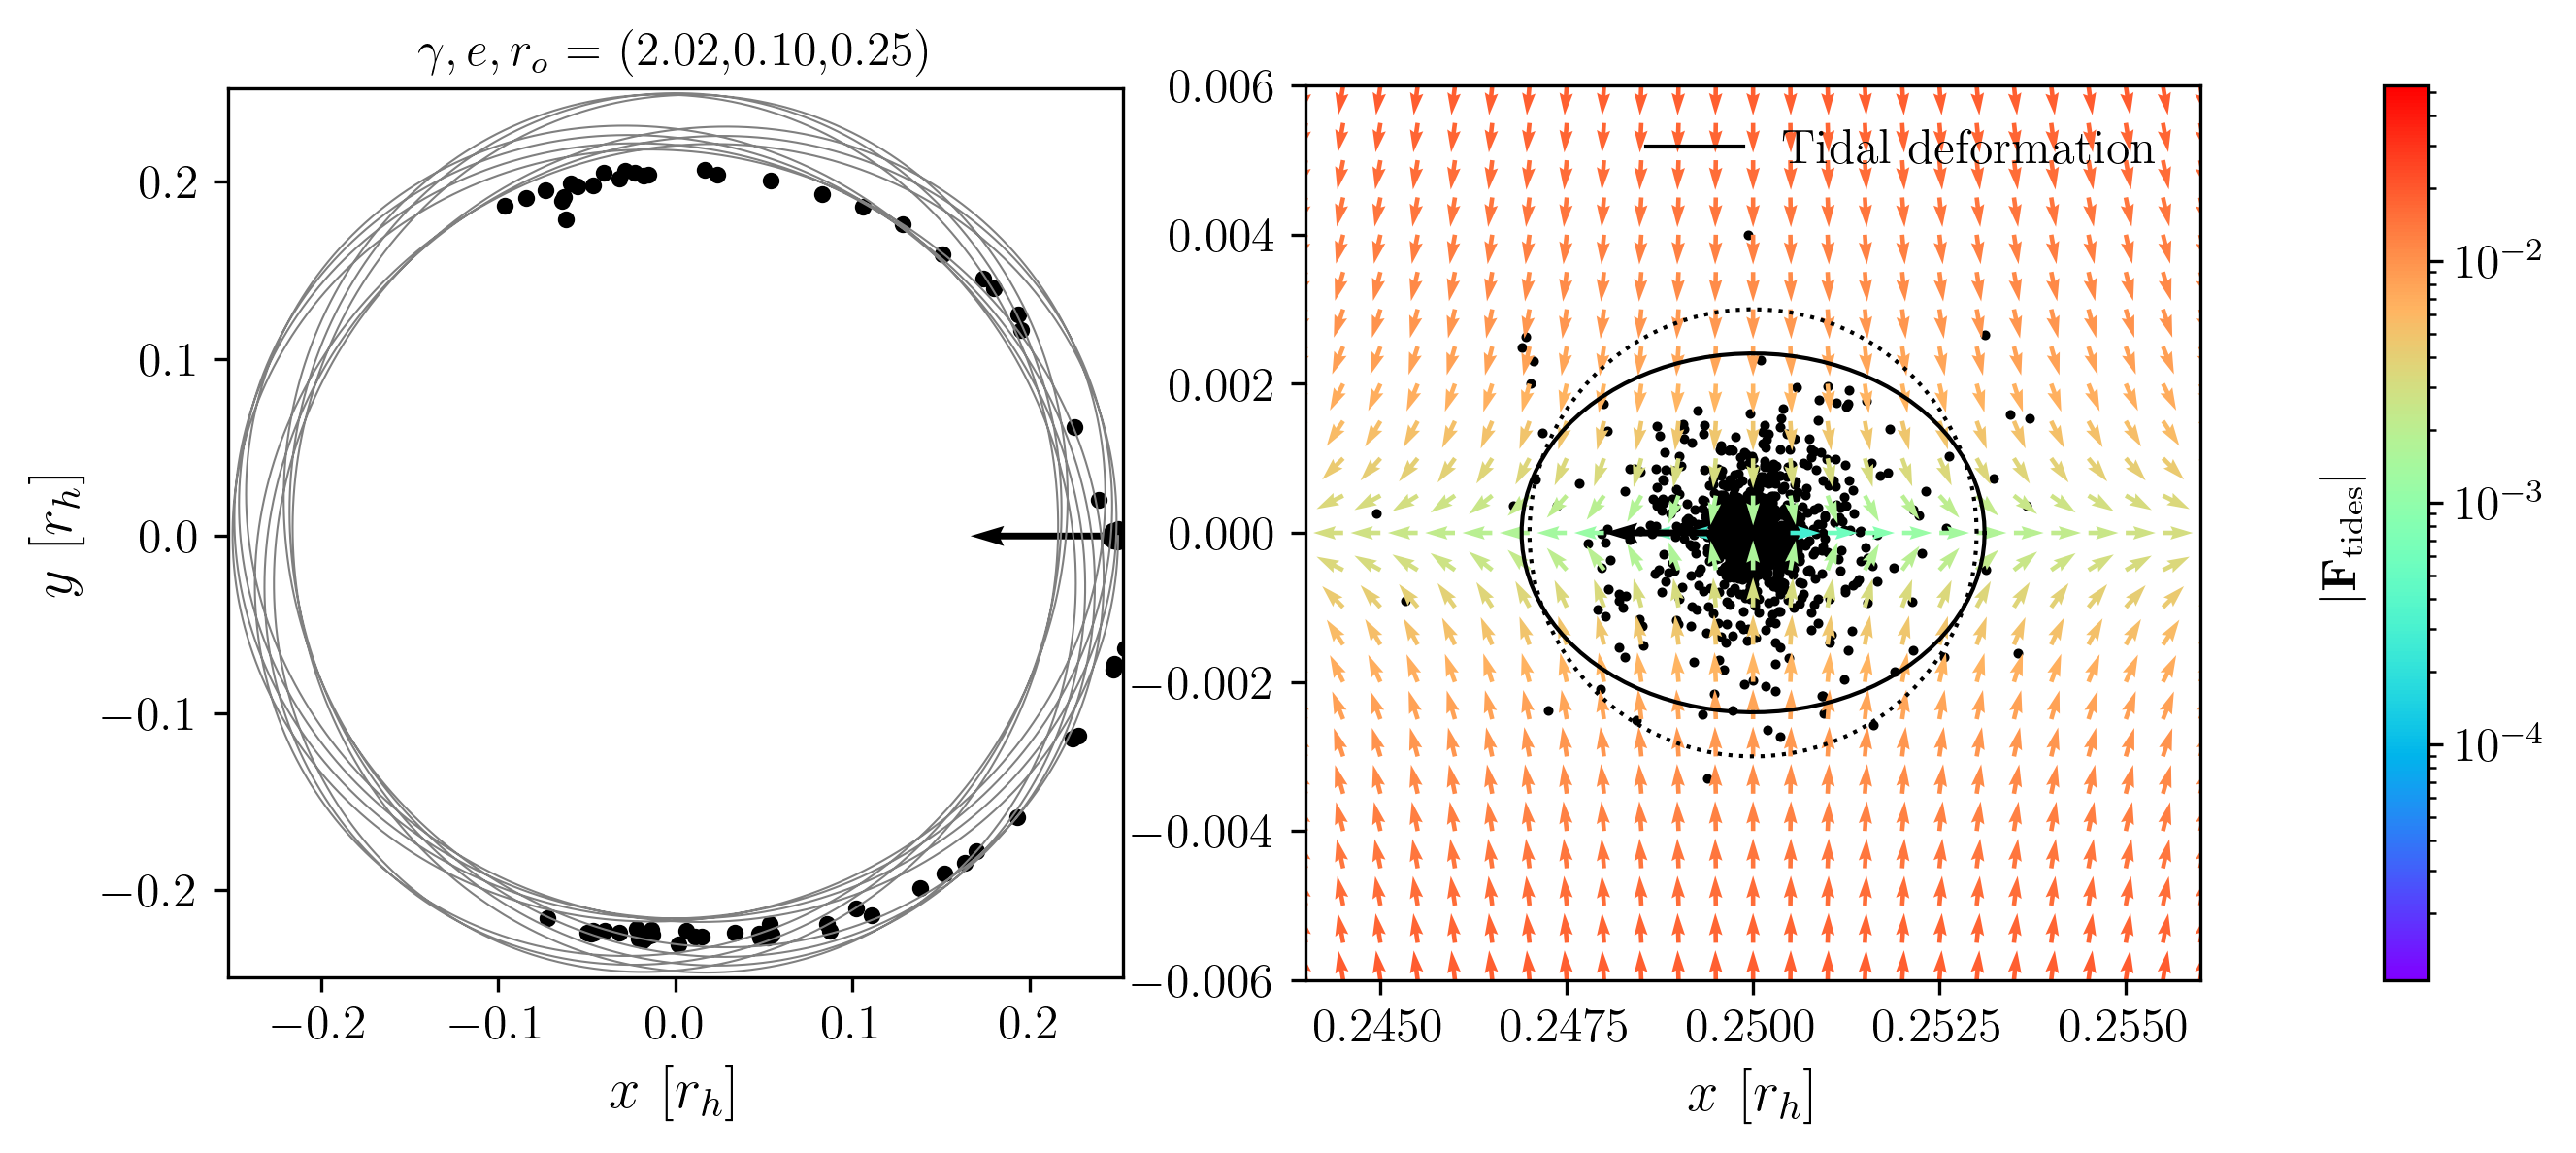 γ, e, r_o = (2.02,0.10,0.25)
0.2
0.1
0.0
−0.1
−0.2
y [r_h]
−0.2 −0.1 0.0 0.1 0.2
x [r_h]
0.006
0.004
0.002
0.000
−0.002
−0.004
−0.006
Tidal deformation
0.2450 0.2475 0.2500 0.2525 0.2550
x [r_h]
|F_tides|
10^−2
10^−3
10^−4